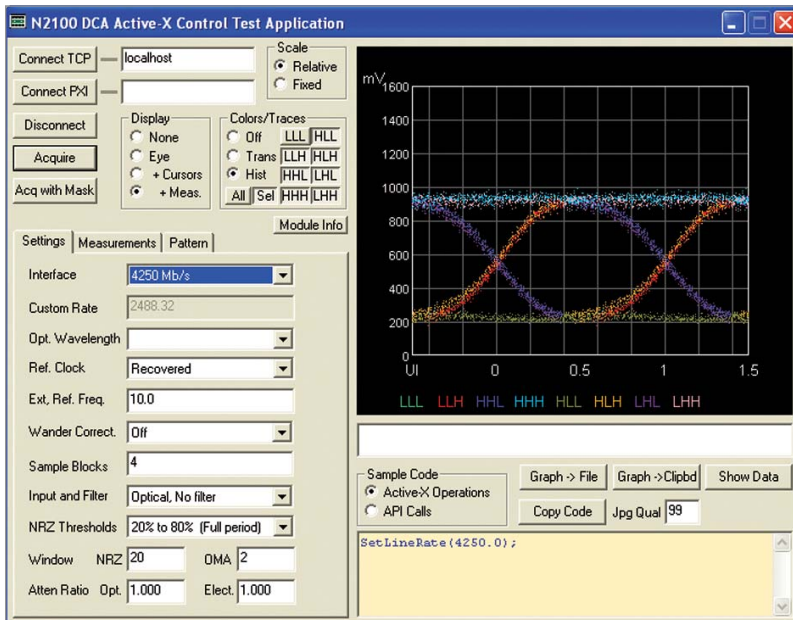 N2100 DCA Active-X Control Test Application
Connect TCP
localhost
Connect PXI
Scale
Relative
Fixed
Disconnect
Acquire
Acq with Mask
Display
None
Eye
+ Cursors
+ Meas.
Colors/Traces
Off LLL HLL
Trans LLH HLH
Hist HHL LHL
All Sel HHH LHH
Module Info
Settings Measurements Pattern
Interface 4250 Mb/s
Custom Rate 2488.32
Opt. Wavelength
Ref. Clock Recovered
Ext, Ref. Freq. 10.0
Wander Correct. Off
Sample Blocks 4
Input and Filter Optical, No filter
NRZ Thresholds 20% to 80% (Full period)
Window NRZ 20 OMA 2
Atten Ratio Opt. 1.000 Elect. 1.000
mV
1600
1400
1200
1000
800
600
400
200
0
UI 0 0.5 1 1.5
LLL LLH HHL HHH HLL HLH LHL LHH
Sample Code
Active-X Operations
API Calls
Graph -> File Graph ->Clipbd Show Data
Copy Code Jpg Qual 99
SetLineRate(4250.0);